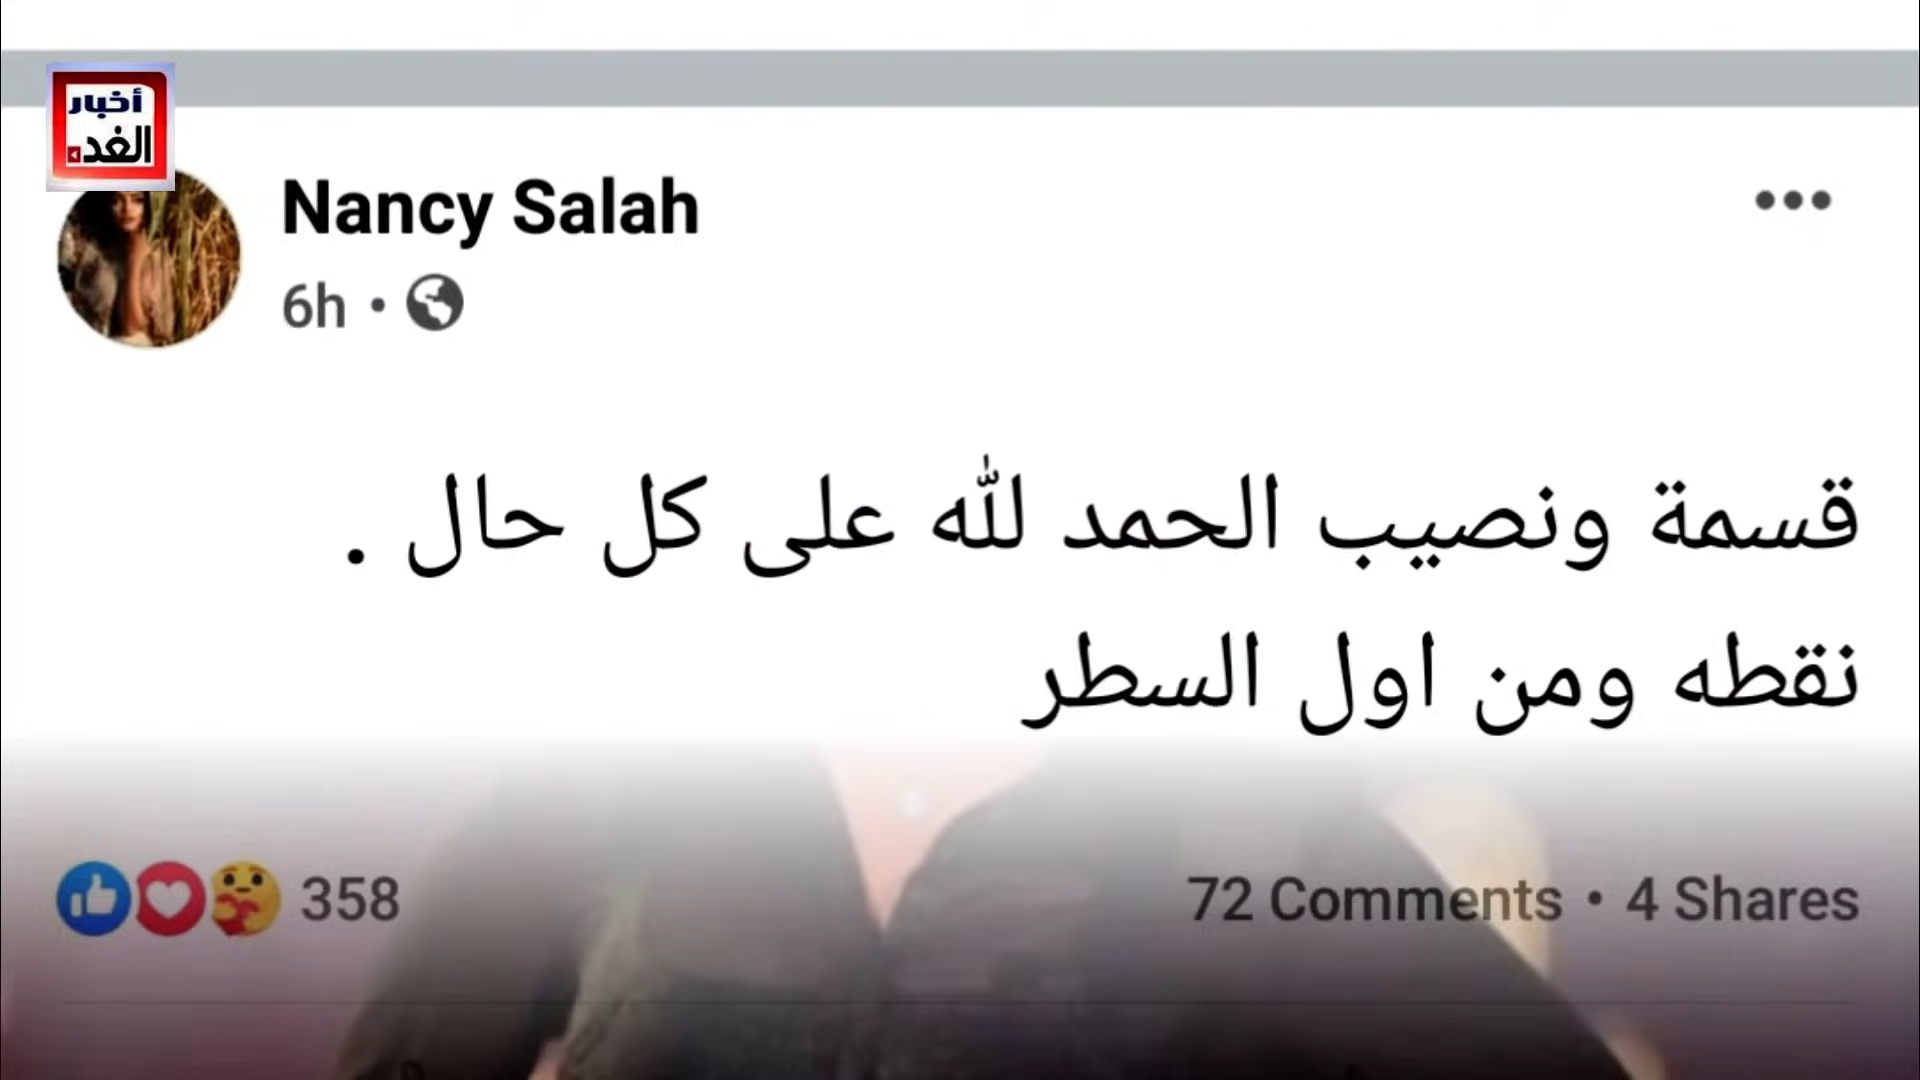 أخبار
الغد
Nancy Salah
6h •
قسمة ونصيب الحمد لله على كل حال .
نقطه ومن اول السطر
358
72 Comments • 4 Shares